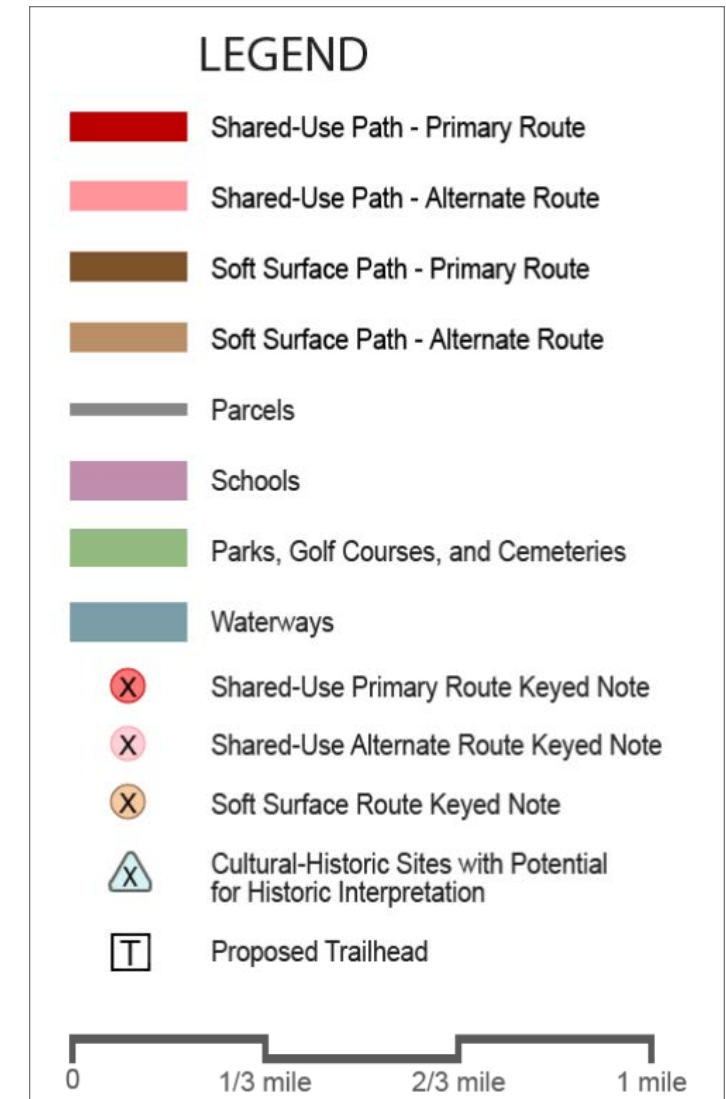 LEGEND
Shared-Use Path - Primary Route
Shared-Use Path - Alternate Route
Soft Surface Path - Primary Route
Soft Surface Path - Alternate Route
Parcels
Schools
Parks, Golf Courses, and Cemeteries
Waterways
X Shared-Use Primary Route Keyed Note
X Shared-Use Alternate Route Keyed Note
X Soft Surface Route Keyed Note
X Cultural-Historic Sites with Potential
for Historic Interpretation
T Proposed Trailhead
0 1/3 mile 2/3 mile 1 mile